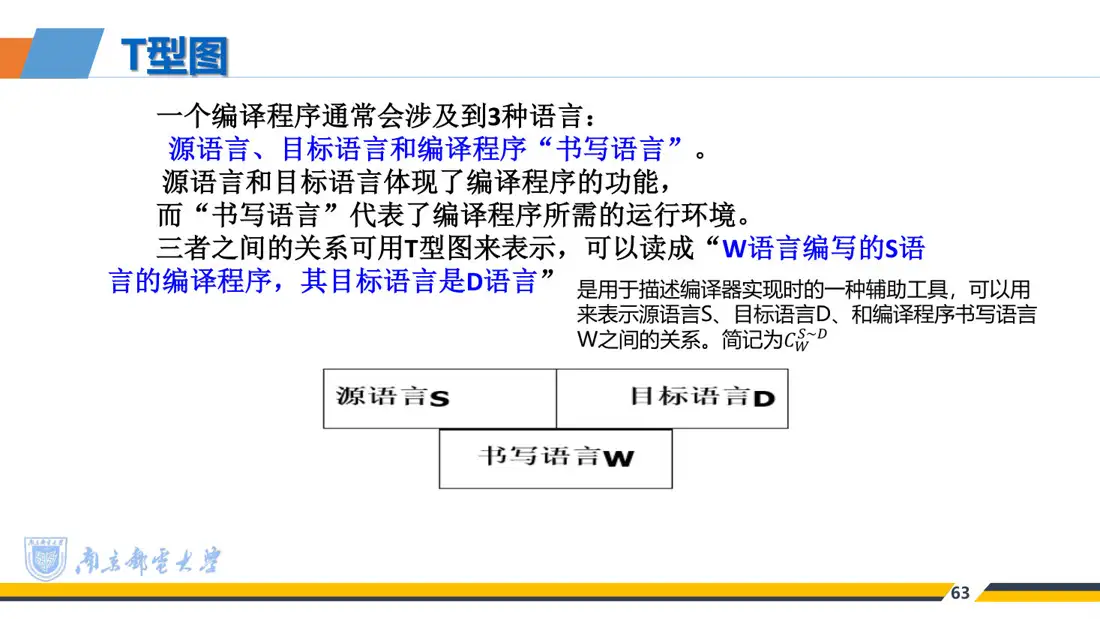 T型图
一个编译程序通常会涉及到3种语言：
源语言、目标语言和编译程序“书写语言”。
源语言和目标语言体现了编译程序的功能，
而“书写语言”代表了编译程序所需的运行环境。
三者之间的关系可用T型图来表示，可以读成“W语言编写的S语
言的编译程序，其目标语言是D语言”
是用于描述编译器实现时的一种辅助工具，可以用
来表示源语言S、目标语言D、和编译程序书写语言
W之间的关系。简记为$C_W^{S\sim D}$
源语言S
目标语言D
书写语言W
南京邮电大学
63